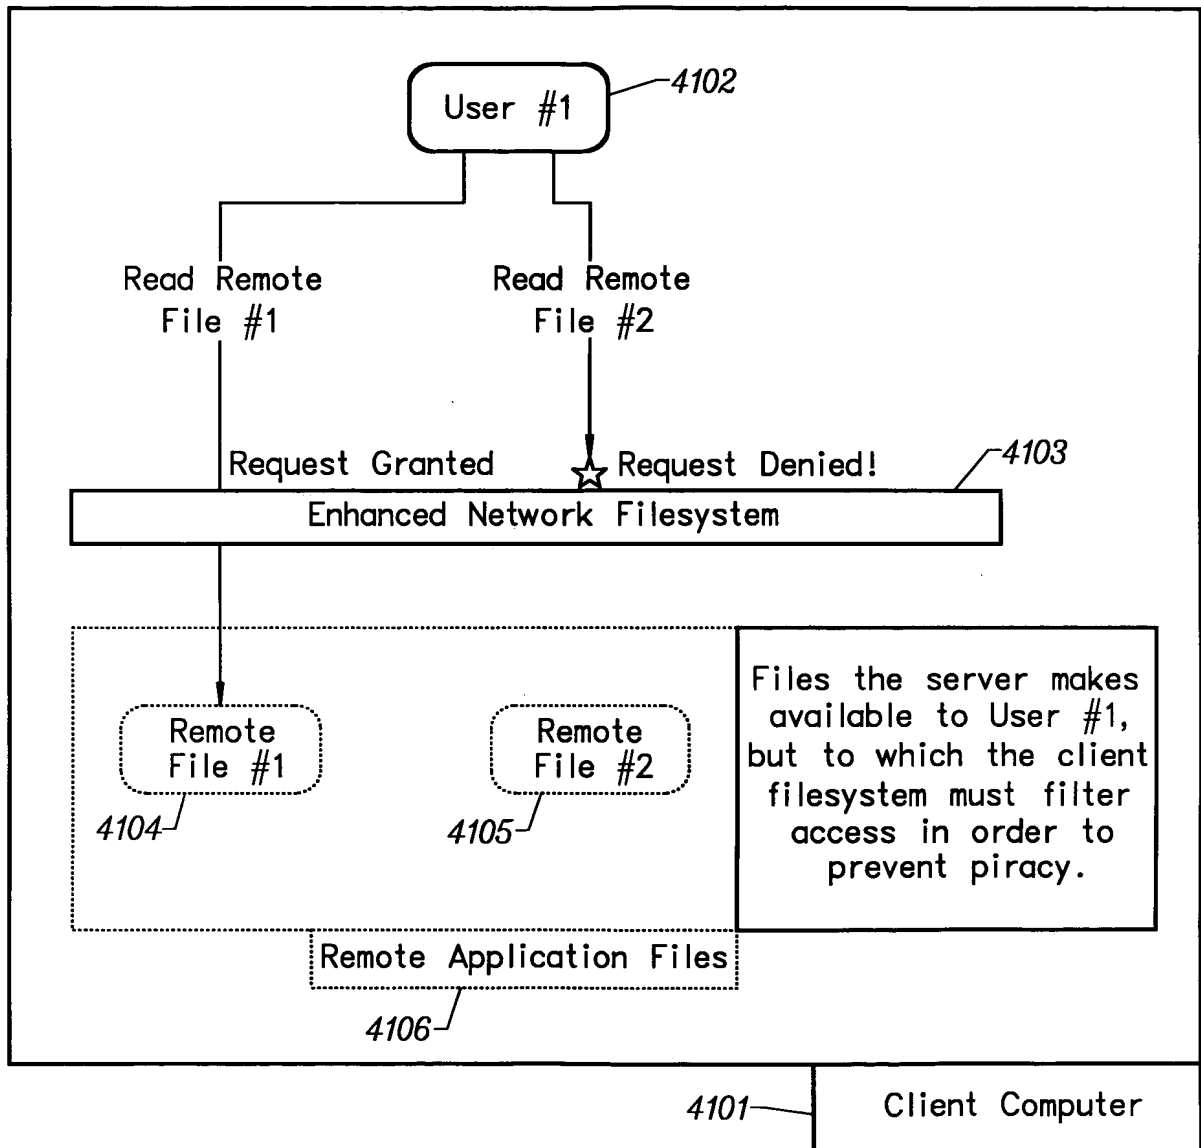 4102
User #1
Read Remote
File #1
Read Remote
File #2
Request Granted
Request Denied!
4103
Enhanced Network Filesystem
Remote
File #1
4104
Remote
File #2
4105
Files the server makes
available to User #1,
but to which the client
filesystem must filter
access in order to
prevent piracy.
Remote Application Files
4106
4101
Client Computer